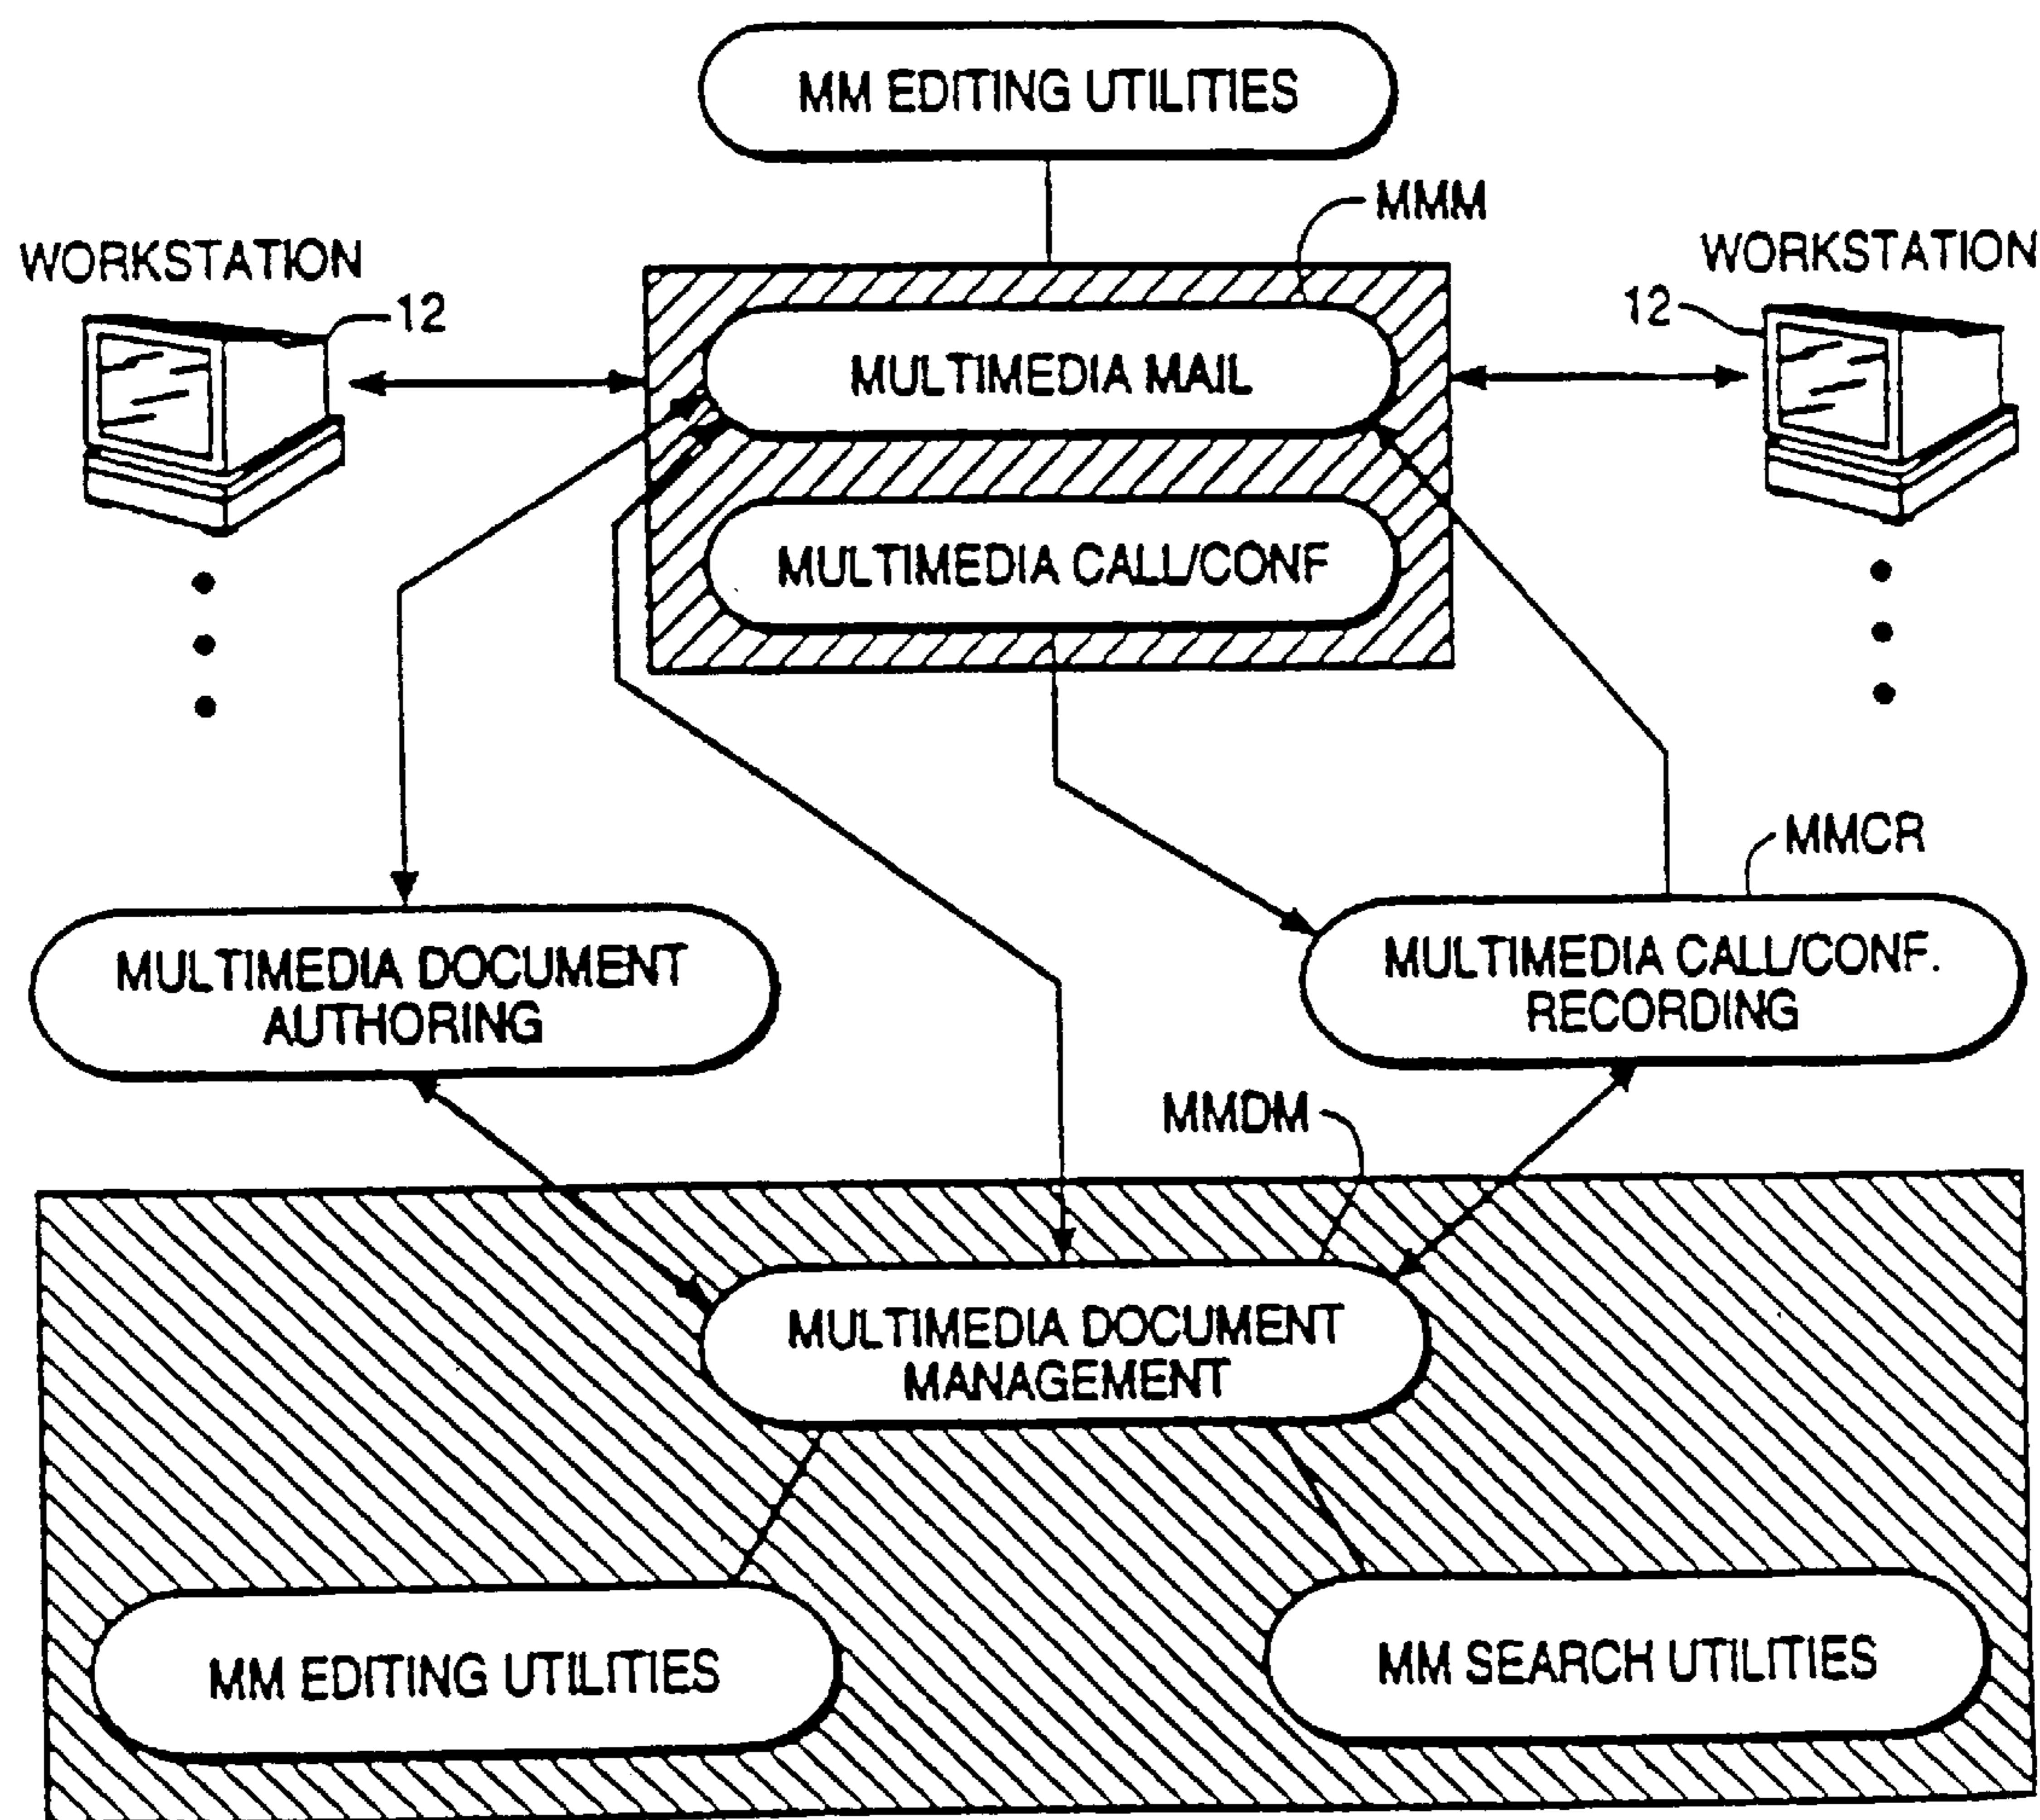 MM EDITING UTILITIES
MMM
WORKSTATION
WORKSTATION
12
12
MULTIMEDIA MAIL
MULTIMEDIA CALL/CONF
MMCR
MULTIMEDIA DOCUMENT
AUTHORING
MULTIMEDIA CALL/CONF.
RECORDING
MMDM
MULTIMEDIA DOCUMENT
MANAGEMENT
MM EDITING UTILITIES
MM SEARCH UTILITIES